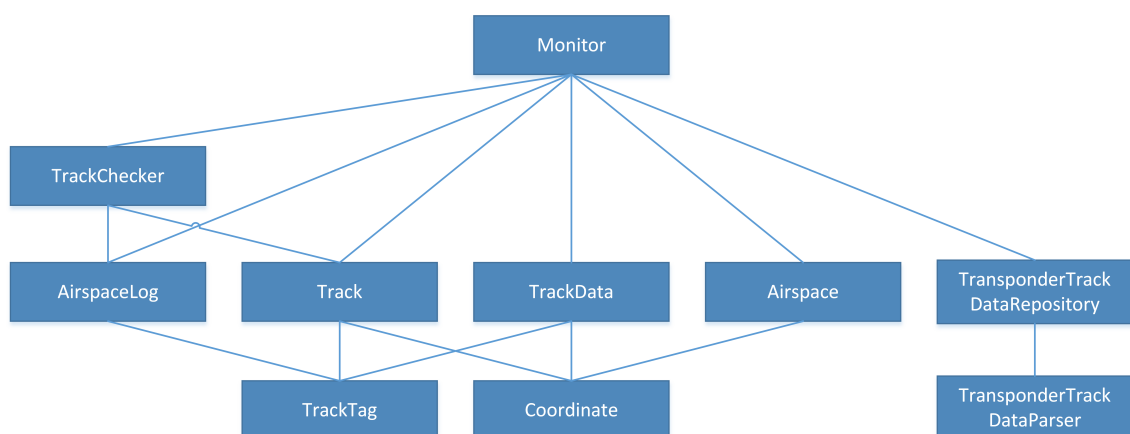 Monitor
TrackChecker
AirspaceLog
Track
TrackData
Airspace
TransponderTrack
DataRepository
TrackTag
Coordinate
TransponderTrack
DataParser